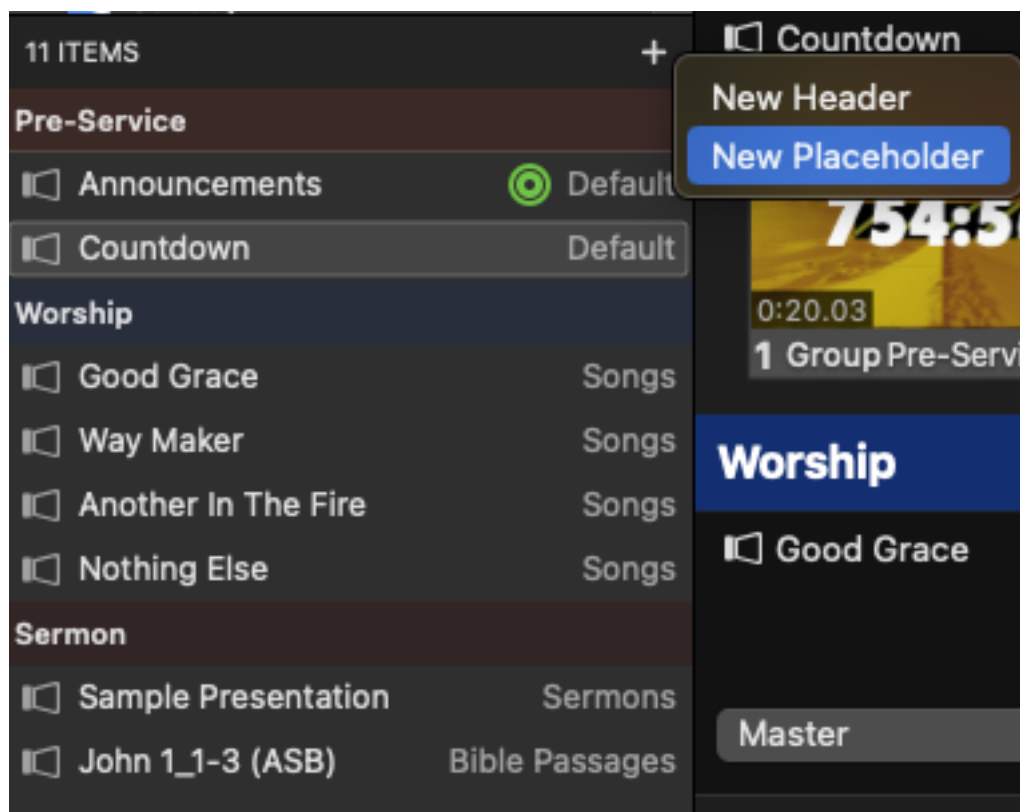 11 ITEMS +
Pre-Service
Announcements Default
Countdown Default
Worship
Good Grace Songs
Way Maker Songs
Another In The Fire Songs
Nothing Else Songs
Sermon
Sample Presentation Sermons
John 1_1-3 (ASB) Bible Passages
Countdown
New Header
New Placeholder
754:5
0:20.03
1 Group Pre-Servi
Worship
Good Grace
Master